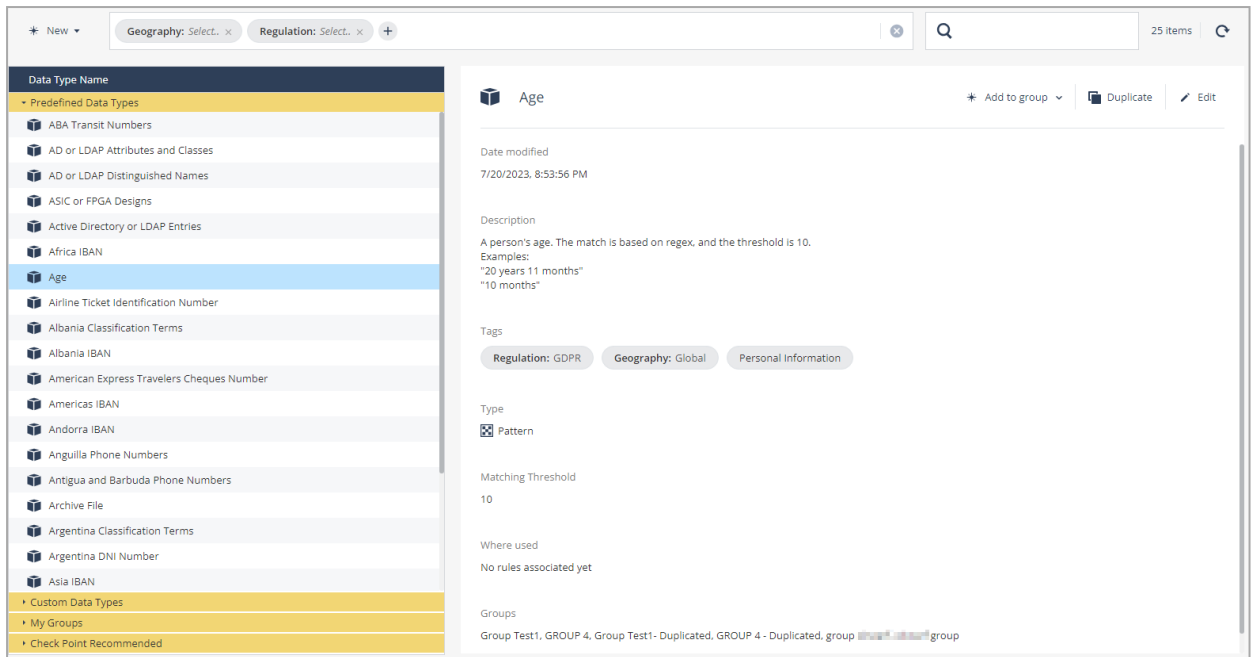 New
Geography: Select.. ×
Regulation: Select.. ×
+
25 items
Data Type Name
Predefined Data Types
ABA Transit Numbers
AD or LDAP Attributes and Classes
AD or LDAP Distinguished Names
ASIC or FPGA Designs
Active Directory or LDAP Entries
Africa IBAN
Age
Airline Ticket Identification Number
Albania Classification Terms
Albania IBAN
American Express Travelers Cheques Number
Americas IBAN
Andorra IBAN
Anguilla Phone Numbers
Antigua and Barbuda Phone Numbers
Archive File
Argentina Classification Terms
Argentina DNI Number
Asia IBAN
Custom Data Types
My Groups
Check Point Recommended
Age
Add to group
Duplicate
Edit
Date modified
7/20/2023, 8:53:56 PM
Description
A person's age. The match is based on regex, and the threshold is 10.
Examples:
"20 years 11 months"
"10 months"
Tags
Regulation: GDPR
Geography: Global
Personal Information
Type
Pattern
Matching Threshold
10
Where used
No rules associated yet
Groups
Group Test1, GROUP 4, Group Test1- Duplicated, GROUP 4 - Duplicated, group group